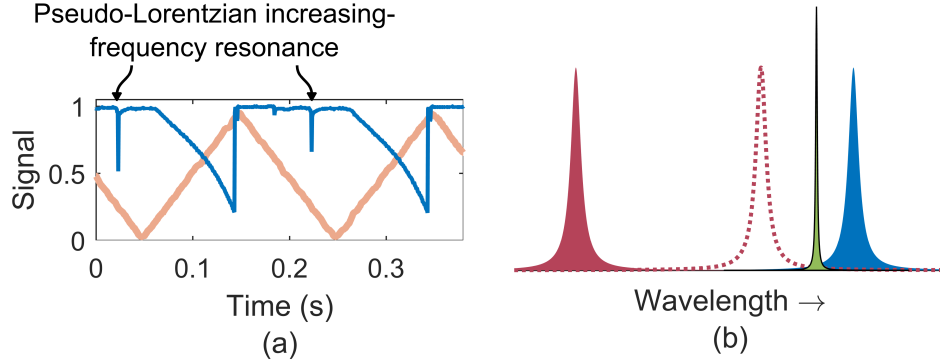 Pseudo-Lorentzian increasing-
frequency resonance
1
0.5
0
Signal
0 0.1 0.2 0.3
Time (s)
(a)
Wavelength →
(b)